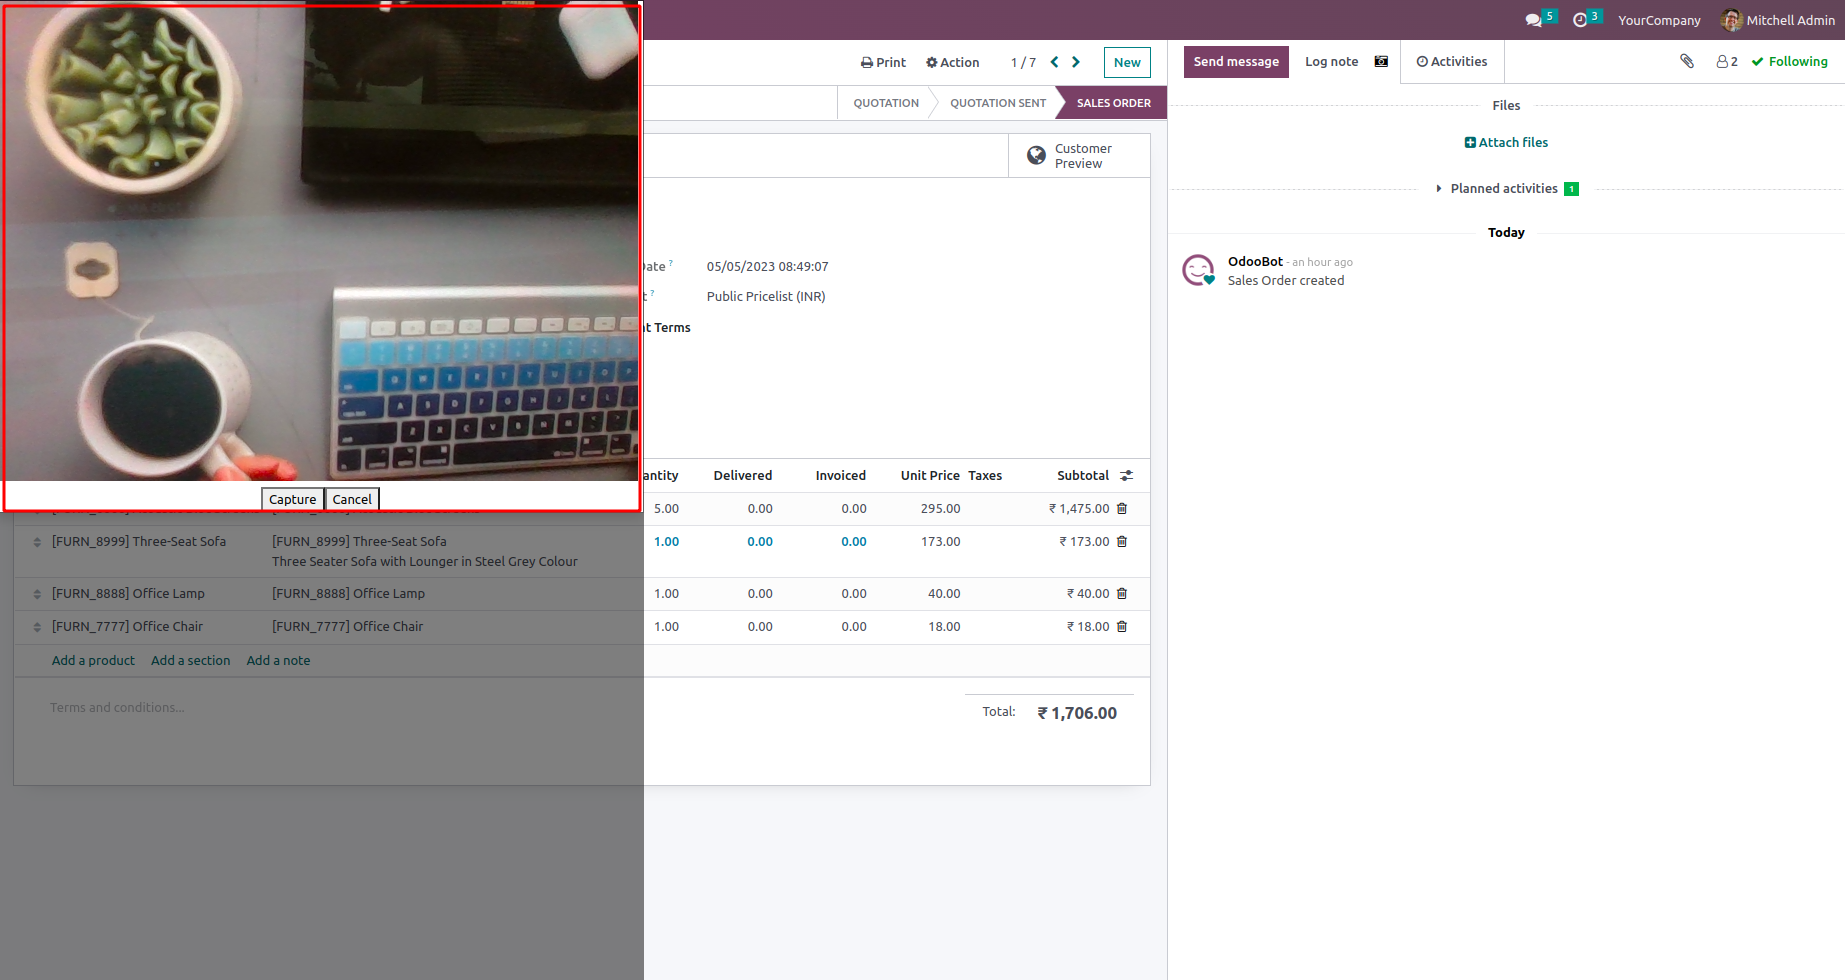 5
3
YourCompany
Mitchell Admin
Print
Action
1 / 7
New
Send message
Log note
Activities
2
Following
QUOTATION
QUOTATION SENT
SALES ORDER
Files
Attach files
Customer
Preview
Planned activities 1
Today
OdooBot - an hour ago
Sales Order created
?
05/05/2023 08:49:07
?
Public Pricelist (INR)
Terms
Delivered
Invoiced
Unit Price
Taxes
Subtotal
Capture
Cancel
5.00
0.00
0.00
295.00
₹ 1,475.00
[FURN_8999] Three-Seat Sofa
[FURN_8999] Three-Seat Sofa
Three Seater Sofa with Lounger in Steel Grey Colour
1.00
0.00
0.00
173.00
₹ 173.00
[FURN_8888] Office Lamp
[FURN_8888] Office Lamp
1.00
0.00
0.00
40.00
₹ 40.00
[FURN_7777] Office Chair
[FURN_7777] Office Chair
1.00
0.00
0.00
18.00
₹ 18.00
Add a product
Add a section
Add a note
Terms and conditions...
Total:
₹ 1,706.00